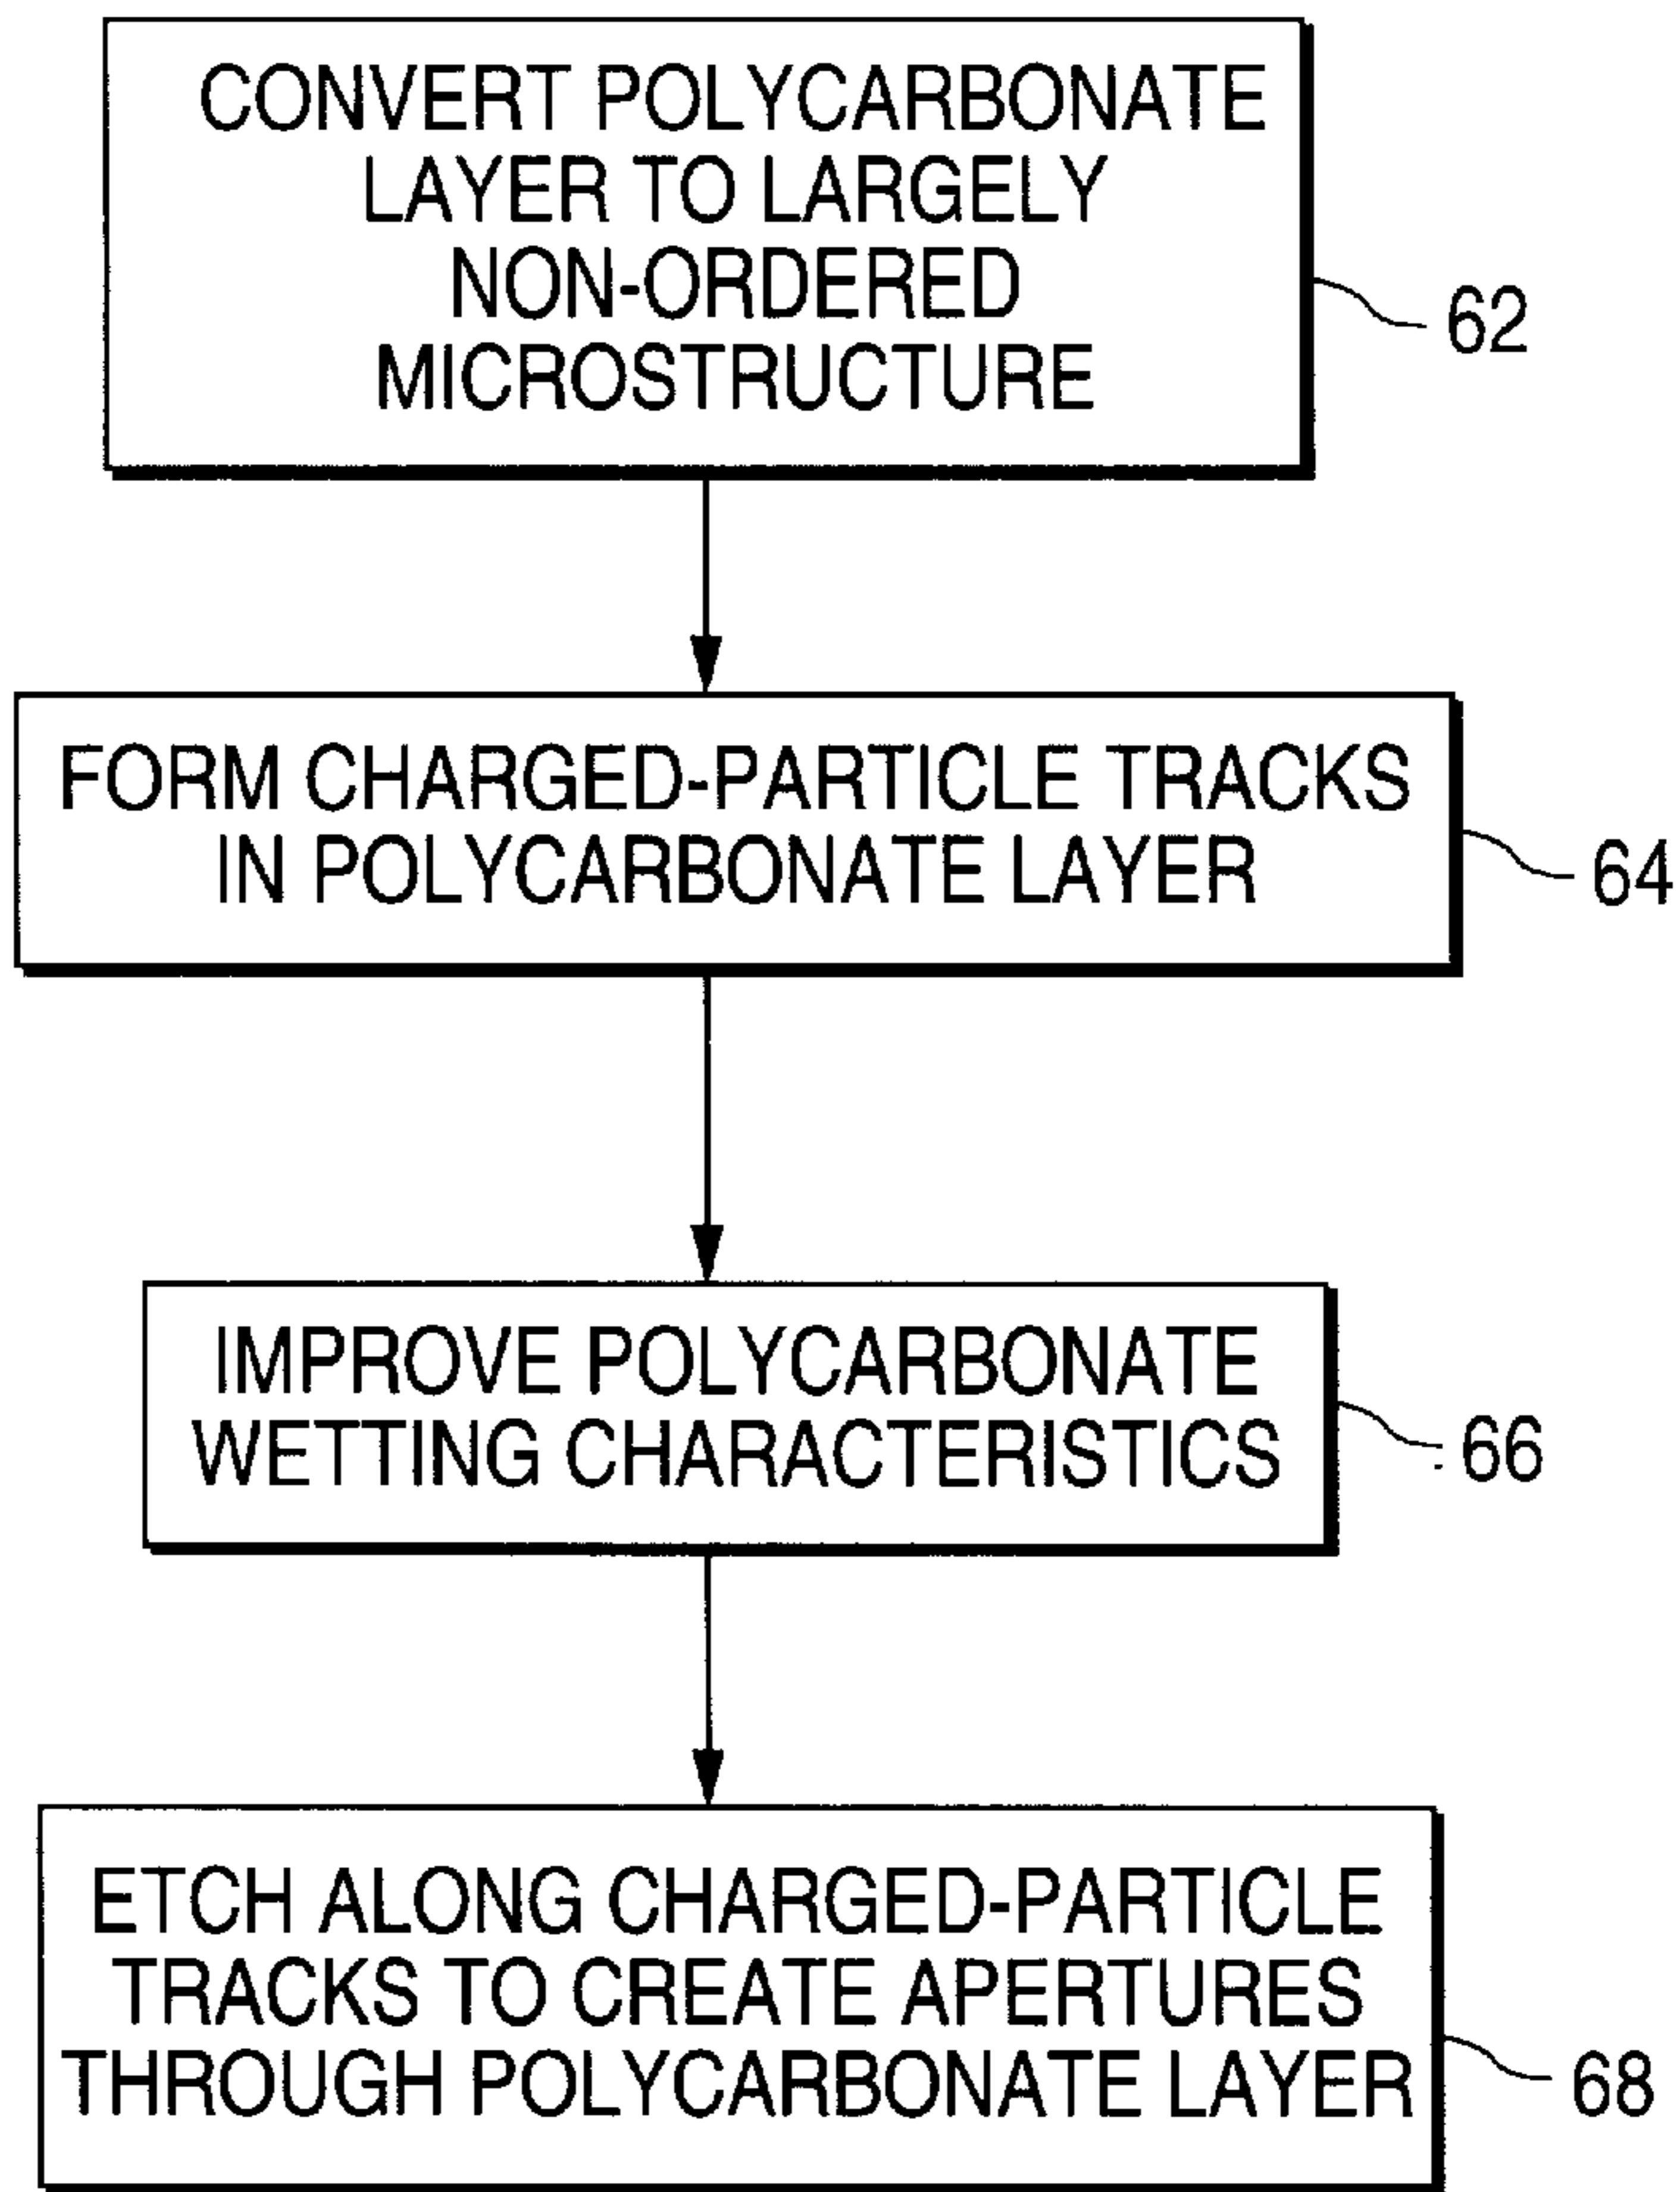 CONVERT POLYCARBONATE
LAYER TO LARGELY
NON-ORDERED
MICROSTRUCTURE
62
FORM CHARGED-PARTICLE TRACKS
IN POLYCARBONATE LAYER
64
IMPROVE POLYCARBONATE
WETTING CHARACTERISTICS
66
ETCH ALONG CHARGED-PARTICLE
TRACKS TO CREATE APERTURES
THROUGH POLYCARBONATE LAYER
68